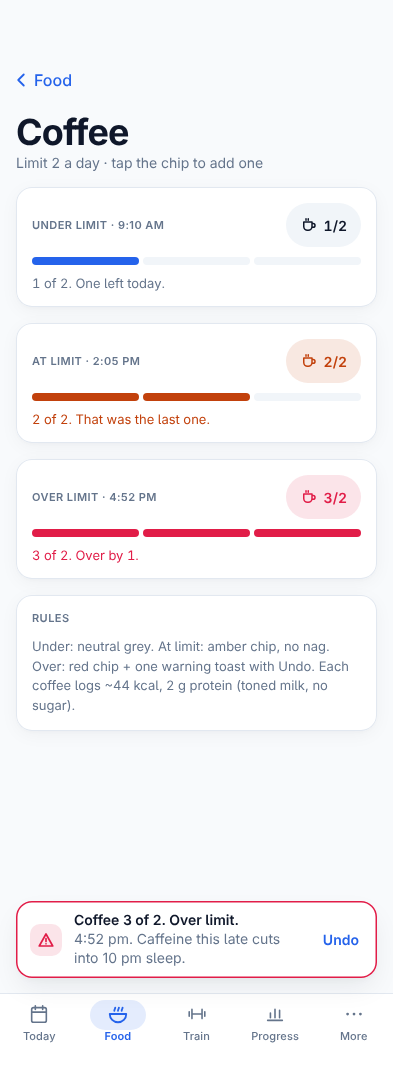 Food
Coffee
Limit 2 a day · tap the chip to add one
UNDER LIMIT · 9:10 AM
1/2
1 of 2. One left today.
AT LIMIT · 2:05 PM
2/2
2 of 2. That was the last one.
OVER LIMIT · 4:52 PM
3/2
3 of 2. Over by 1.
RULES
Under: neutral grey. At limit: amber chip, no nag.
Over: red chip + one warning toast with Undo. Each
coffee logs ~44 kcal, 2 g protein (toned milk, no
sugar).
Coffee 3 of 2. Over limit.
4:52 pm. Caffeine this late cuts
into 10 pm sleep.
Undo
Today
Food
Train
Progress
More